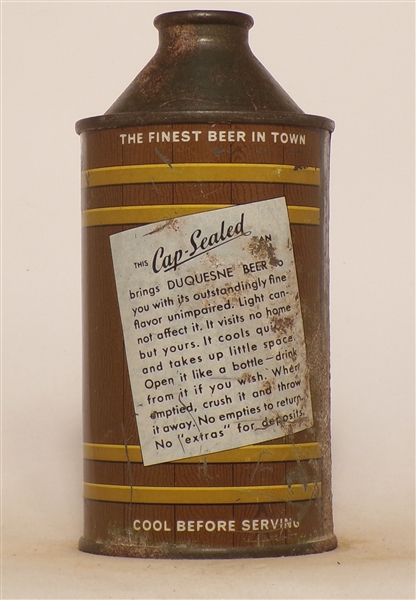 THE FINEST BEER IN TOWN
THIS Cap-Sealed CAN
brings DUQUESNE BEER to
you with its outstandingly fine
flavor unimpaired. Light can-
not affect it. It visits no home
but yours. It cools quickly
and takes up little space.
Open it like a bottle—drink
from it if you wish. When
emptied, crush it and throw
it away. No empties to return.
No "extras" for deposits.
COOL BEFORE SERVING